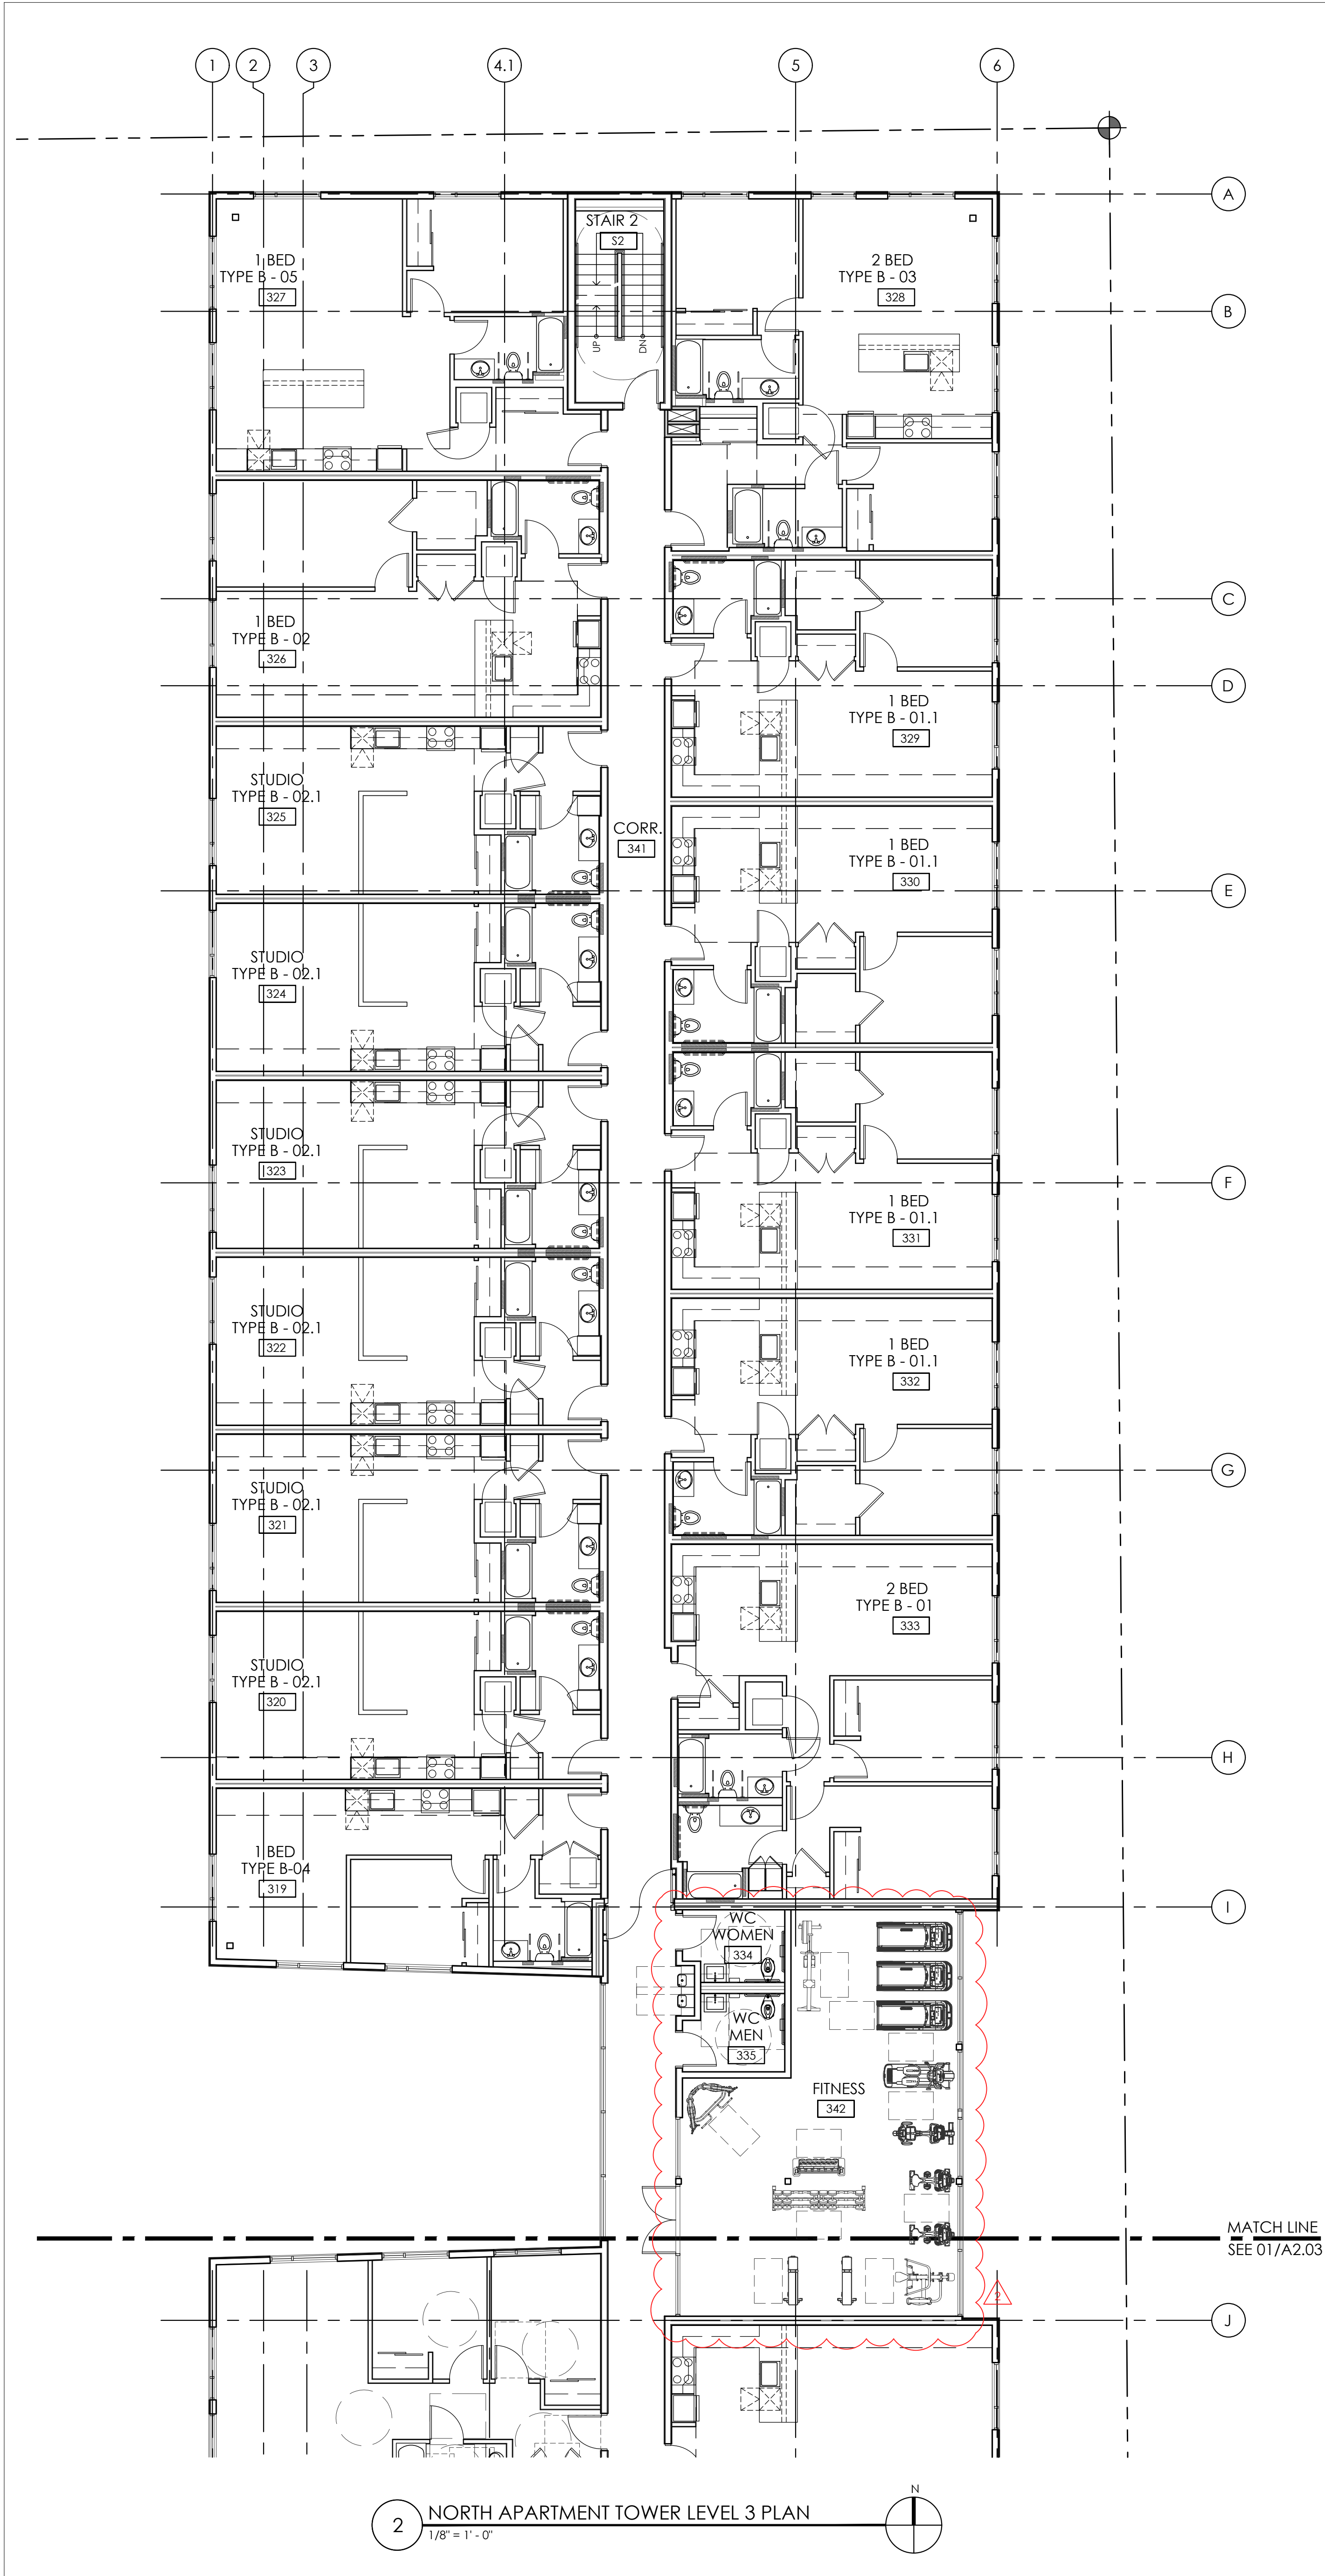 1
2
3
4.1
5
6
A
STAIR 2
S2
1 BED
TYPE B - 05
327
2 BED
TYPE B - 03
328
B
UP
DN
C
1 BED
TYPE B - 02
326
D
1 BED
TYPE B - 01.1
329
STUDIO
TYPE B - 02.1
325
CORR.
341
1 BED
TYPE B - 01.1
330
E
STUDIO
TYPE B - 02.1
324
STUDIO
TYPE B - 02.1
323
F
1 BED
TYPE B - 01.1
331
STUDIO
TYPE B - 02.1
322
1 BED
TYPE B - 01.1
332
G
STUDIO
TYPE B - 02.1
321
2 BED
TYPE B - 01
333
STUDIO
TYPE B - 02.1
320
H
1 BED
TYPE B-04
319
I
WC
WOMEN
334
WC
MEN
335
FITNESS
342
MATCH LINE
SEE 01/A2.03
2
J
N
2
NORTH APARTMENT TOWER LEVEL 3 PLAN
1/8" = 1' - 0"